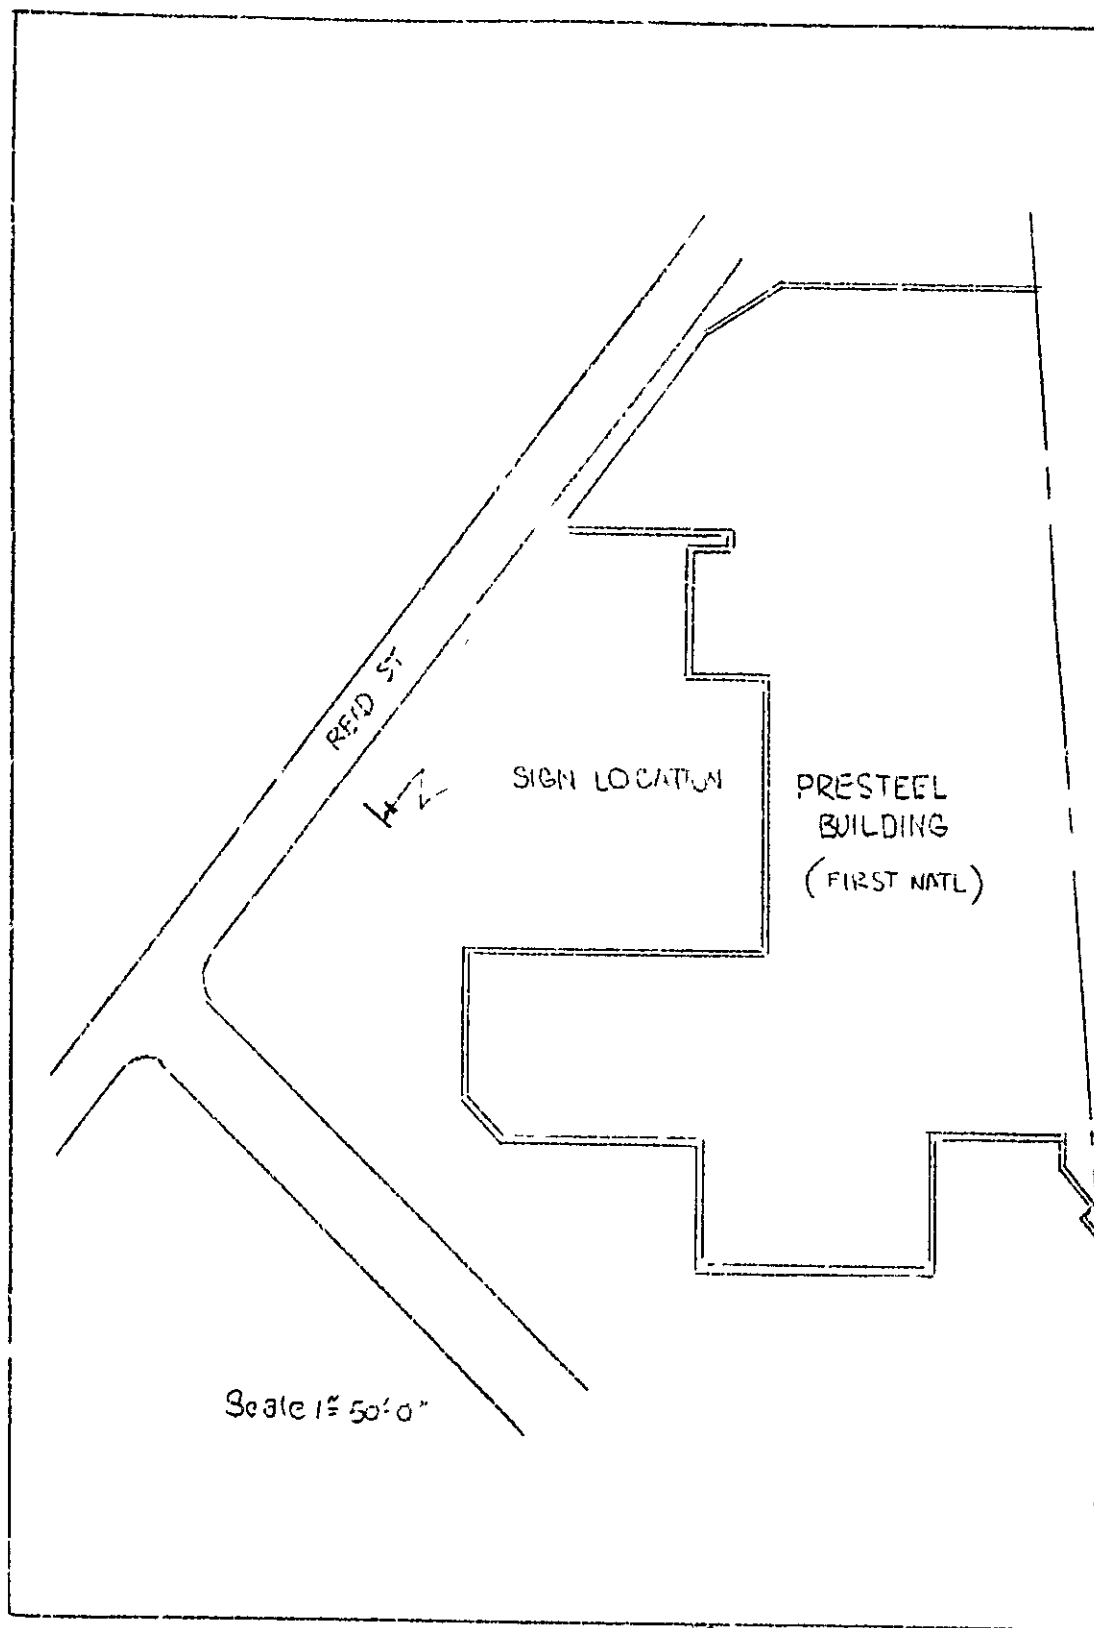 REID ST
SIGN LOCATION
PRESTEEL
BUILDING
(FIRST NATL)
Scale 1"= 50'-0"